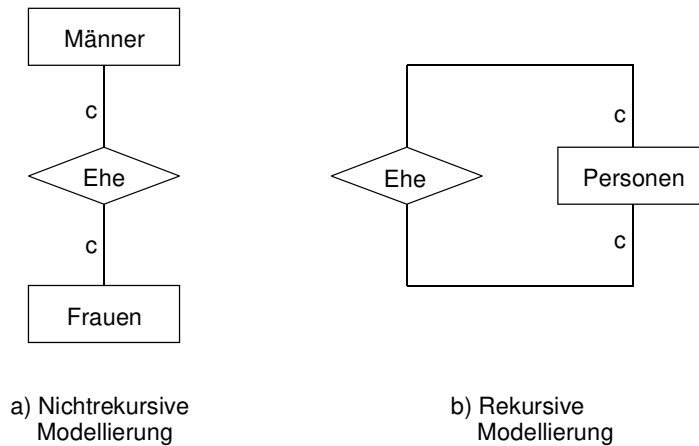 Männer
c
Ehe
c
Frauen
a) Nichtrekursive
Modellierung
c
Ehe
Personen
c
b) Rekursive
Modellierung